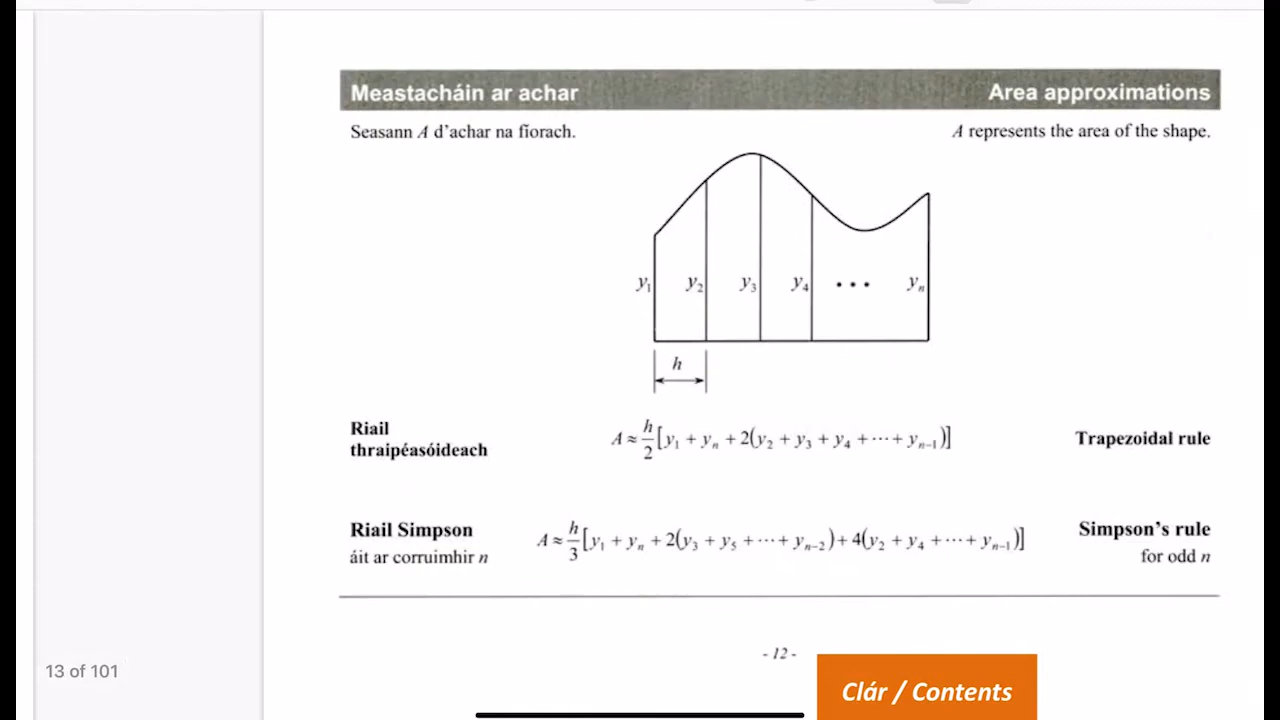 Meastacháin ar achar Area approximations
Seasann A d’achar na fíorach. A represents the area of the shape.
y₁ y₂ y₃ y₄ • • • yₙ
h
Riail thraipéasóideach
A ≈ h/2 [y₁ + yₙ + 2(y₂ + y₃ + y₄ + ⋯ + yₙ₋₁)]
Trapezoidal rule
Riail Simpson
áit ar corruimhir n
A ≈ h/3 [y₁ + yₙ + 2(y₃ + y₅ + ⋯ + yₙ₋₂) + 4(y₂ + y₄ + ⋯ + yₙ₋₁)]
Simpson’s rule
for odd n
13 of 101
- 12 -
Clár / Contents